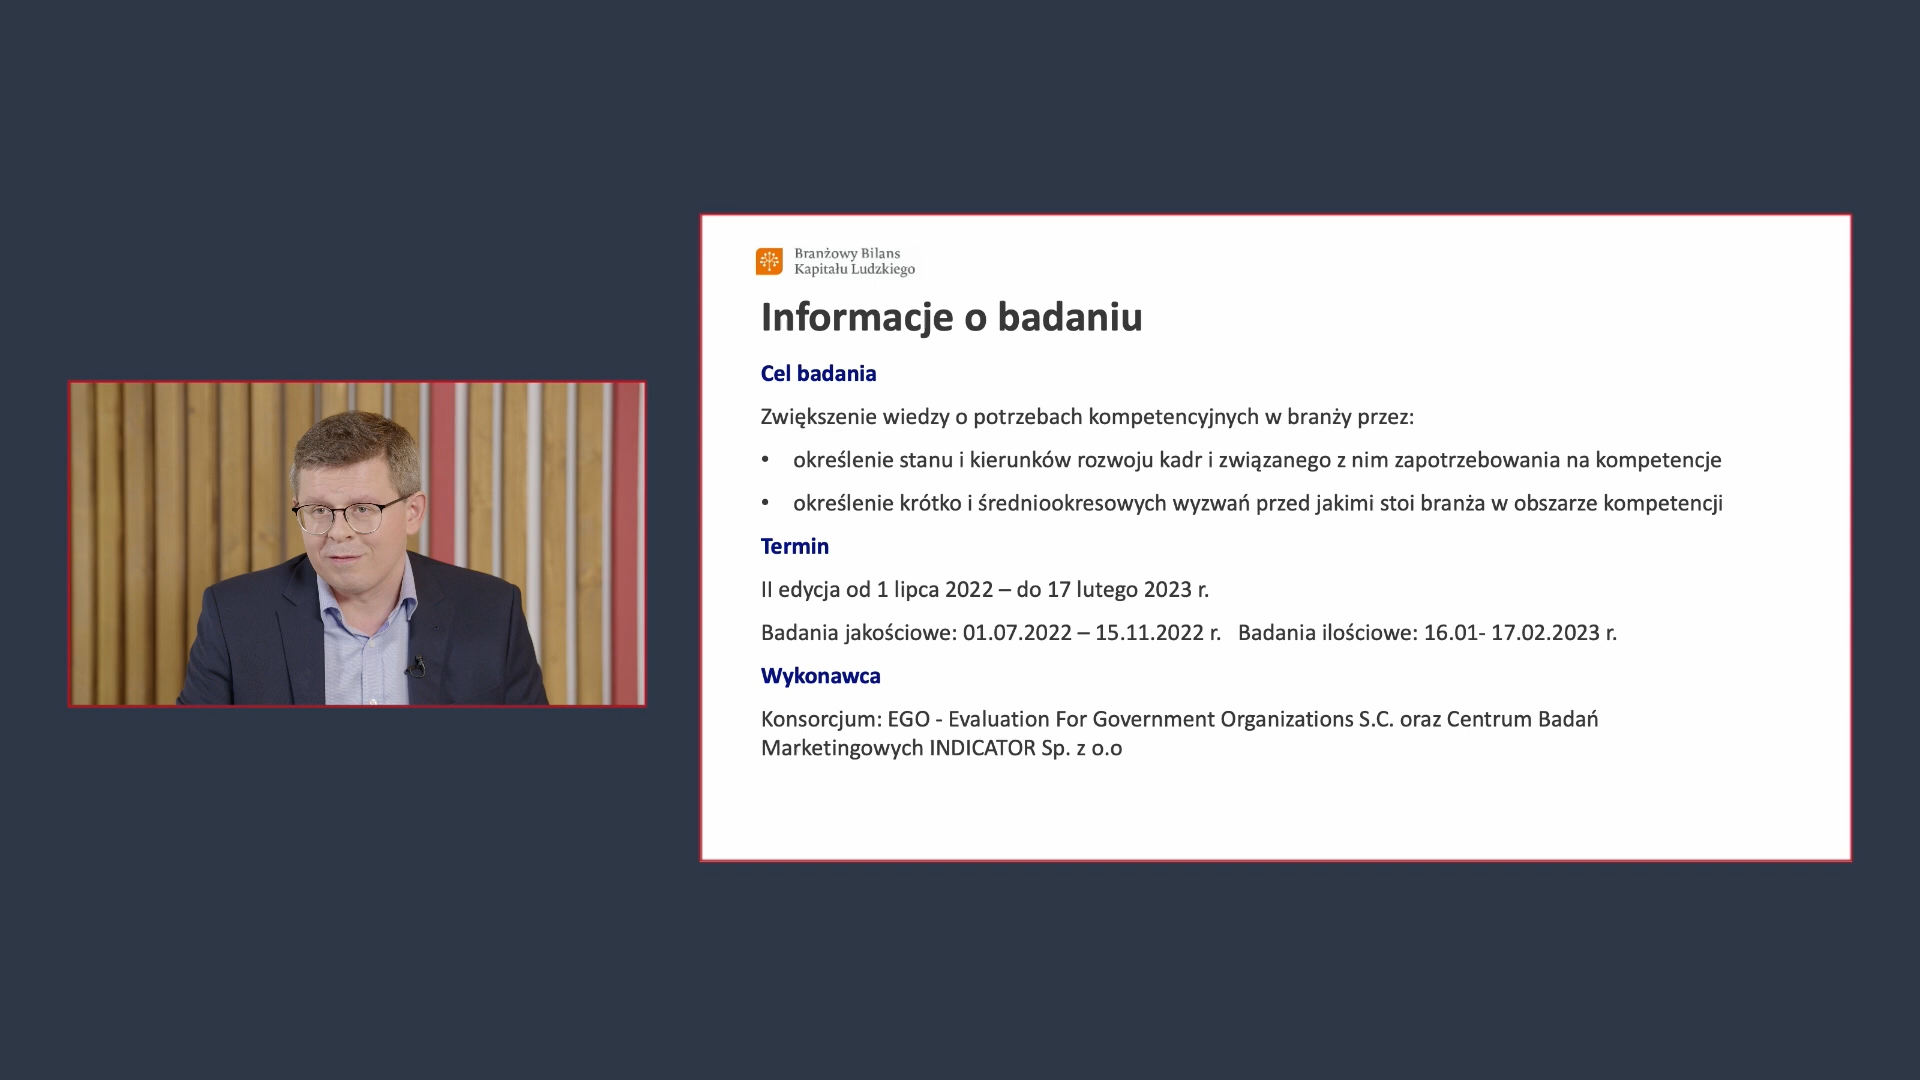 Branżowy Bilans
Kapitału Ludzkiego
Informacje o badaniu
Cel badania
Zwiększenie wiedzy o potrzebach kompetencyjnych w branży przez:
• określenie stanu i kierunków rozwoju kadr i związanego z nim zapotrzebowania na kompetencje
• określenie krótko i średniookresowych wyzwań przed jakimi stoi branża w obszarze kompetencji
Termin
II edycja od 1 lipca 2022 – do 17 lutego 2023 r.
Badania jakościowe: 01.07.2022 – 15.11.2022 r. Badania ilościowe: 16.01- 17.02.2023 r.
Wykonawca
Konsorcjum: EGO - Evaluation For Government Organizations S.C. oraz Centrum Badań
Marketingowych INDICATOR Sp. z o.o